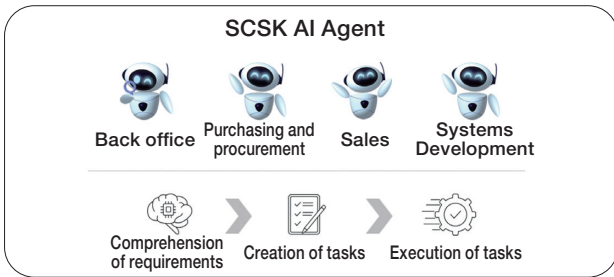 SCSK AI Agent
Back office
Purchasing and
procurement
Sales
Systems
Development
Comprehension
of requirements
Creation of tasks
Execution of tasks